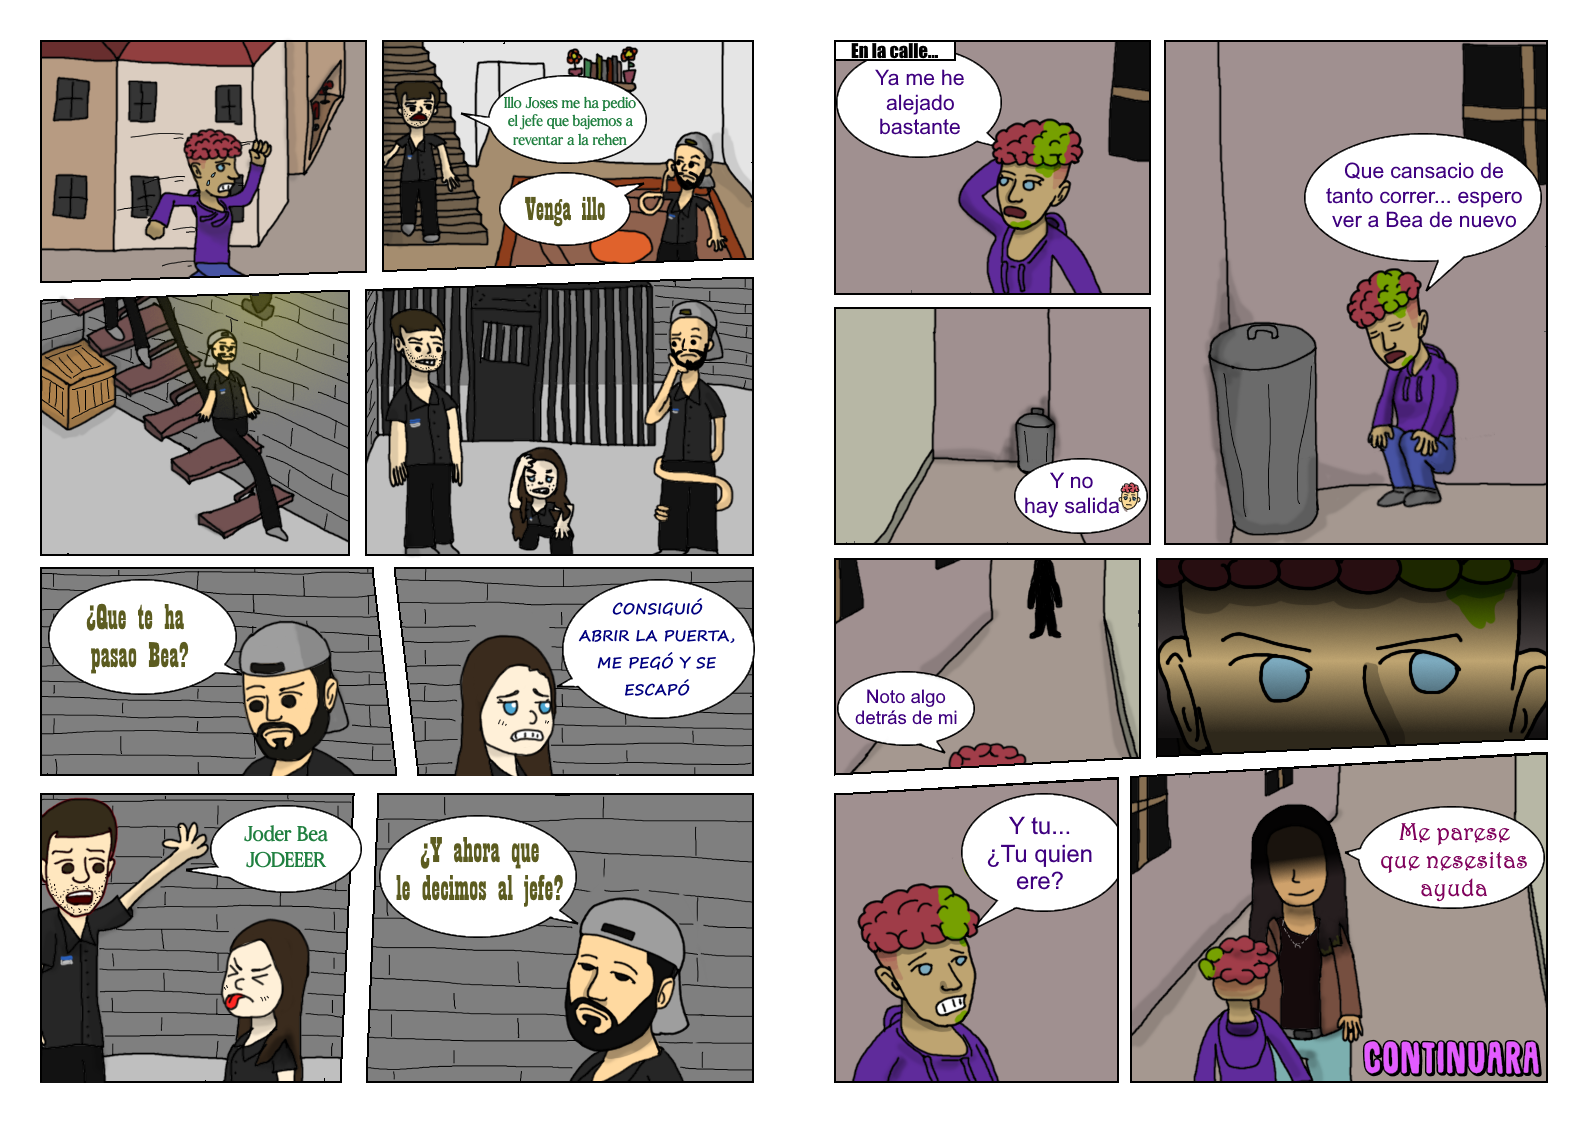 Illo Joses me ha pedio
el jefe que bajemos a
reventar a la rehen
Venga illo
¿Que te ha
pasao Bea?
CONSIGUIÓ
ABRIR LA PUERTA,
ME PEGÓ Y SE
ESCAPÓ
Joder Bea
JODEEER
¿Y ahora que
le decimos al jefe?
En la calle...
Ya me he
alejado
bastante
Que cansacio de
tanto correr... espero
ver a Bea de nuevo
Y no
hay salida
Noto algo
detrás de mi
Y tu...
¿Tu quien
ere?
Me parese
que nesesitas
ayuda
CONTINUARA